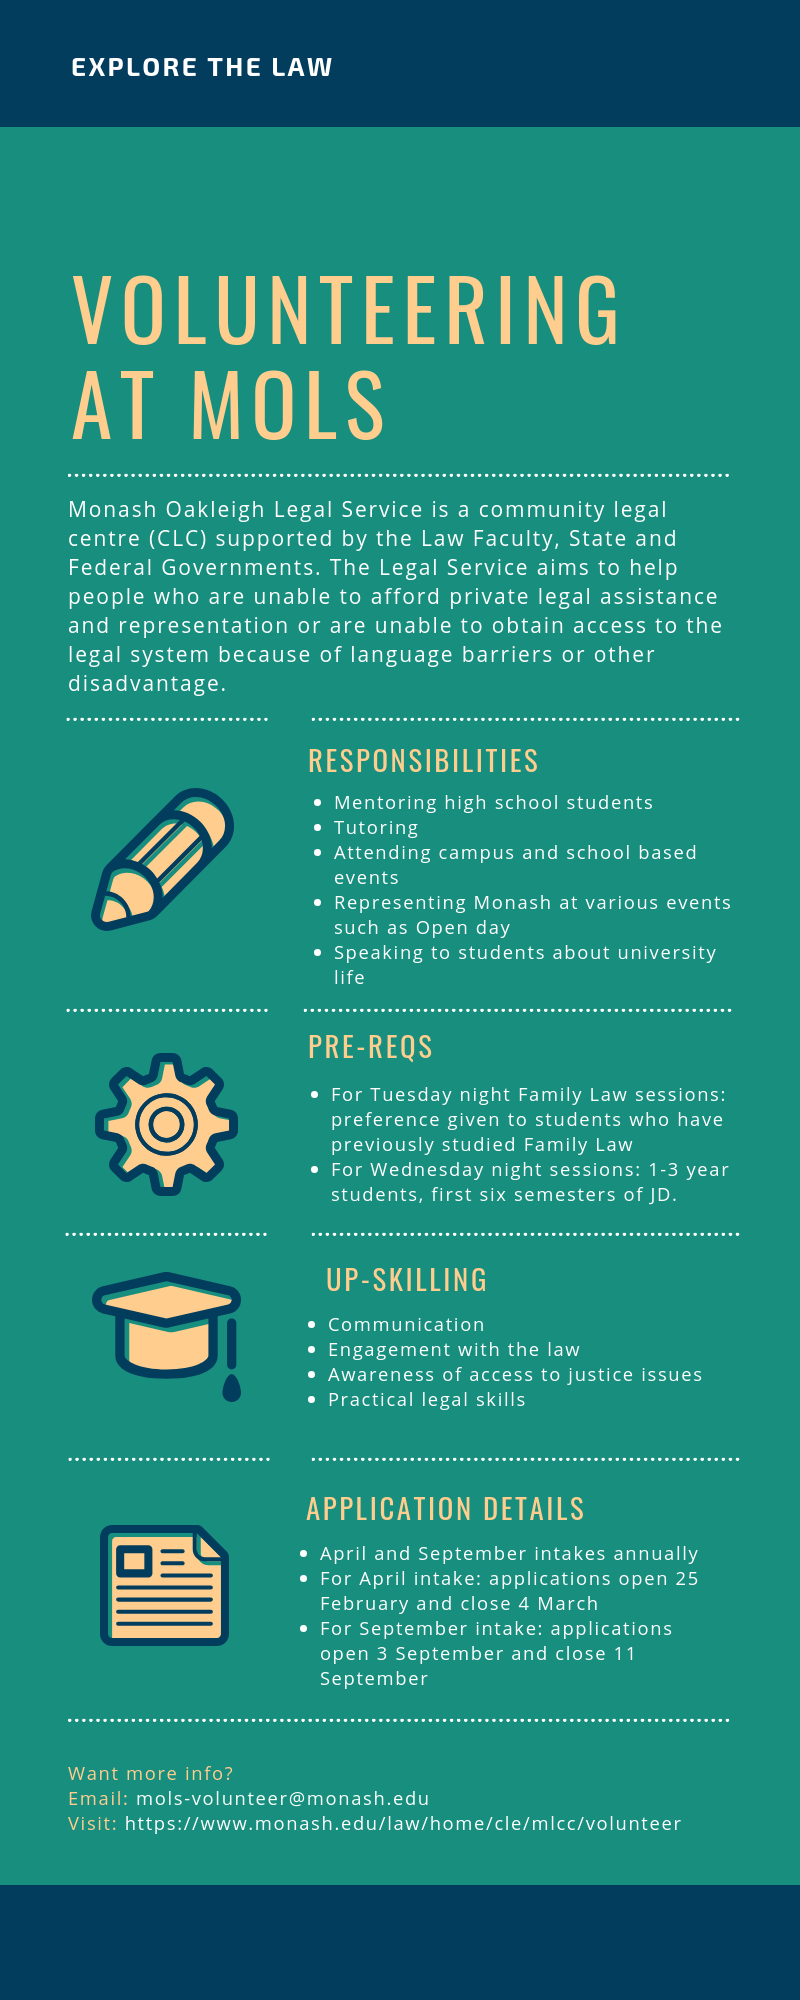 EXPLORE THE LAW
VOLUNTEERING
AT MOLS
Monash Oakleigh Legal Service is a community legal
centre (CLC) supported by the Law Faculty, State and
Federal Governments. The Legal Service aims to help
people who are unable to afford private legal assistance
and representation or are unable to obtain access to the
legal system because of language barriers or other
disadvantage.
RESPONSIBILITIES
• Mentoring high school students
• Tutoring
• Attending campus and school based
events
• Representing Monash at various events
such as Open day
• Speaking to students about university
life
PRE-REQS
• For Tuesday night Family Law sessions:
preference given to students who have
previously studied Family Law
• For Wednesday night sessions: 1-3 year
students, first six semesters of JD.
UP-SKILLING
• Communication
• Engagement with the law
• Awareness of access to justice issues
• Practical legal skills
APPLICATION DETAILS
• April and September intakes annually
• For April intake: applications open 25
February and close 4 March
• For September intake: applications
open 3 September and close 11
September
Want more info?
Email: mols-volunteer@monash.edu
Visit: https://www.monash.edu/law/home/cle/mlcc/volunteer